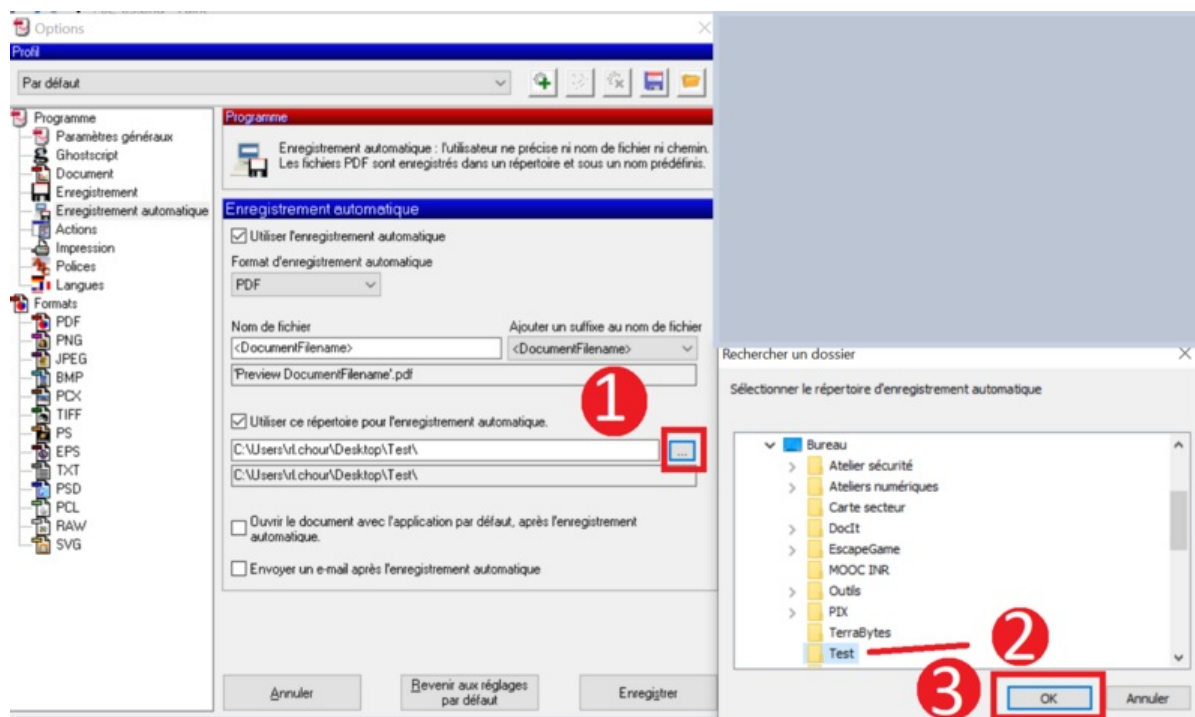 Options
Profil
Par défaut
Programme
Paramètres généraux
Ghostscript
Document
Enregistrement
Enregistrement automatique
Actions
Impression
Polices
Langues
Formats
PDF
PNG
JPEG
BMP
PCX
TIFF
PS
EPS
TXT
PSD
PCL
RAW
SVG
Programme
Enregistrement automatique : l'utilisateur ne précise ni nom de fichier ni chemin.
Les fichiers PDF sont enregistrés dans un répertoire et sous un nom prédéfinis.
Enregistrement automatique
Utiliser l'enregistrement automatique
Format d'enregistrement automatique
PDF
Nom de fichier
Ajouter un suffixe au nom de fichier
<DocumentFilename>
<DocumentFilename>
'Preview DocumentFilename'.pdf
1
Utiliser ce répertoire pour l'enregistrement automatique.
C:\Users\rl.chour\Desktop\Test\
...
C:\Users\rl.chour\Desktop\Test\
Ouvrir le document avec l'application par défaut, après l'enregistrement
automatique.
Envoyer un e-mail après l'enregistrement automatique
Annuler
Revenir aux réglages
par défaut
Enregistrer
Rechercher un dossier
Sélectionner le répertoire d'enregistrement automatique
Bureau
Atelier sécurité
Ateliers numériques
Carte secteur
DocIt
EscapeGame
MOOC INR
Outils
PIX
TerraBytes
Test
2
3
OK
Annuler